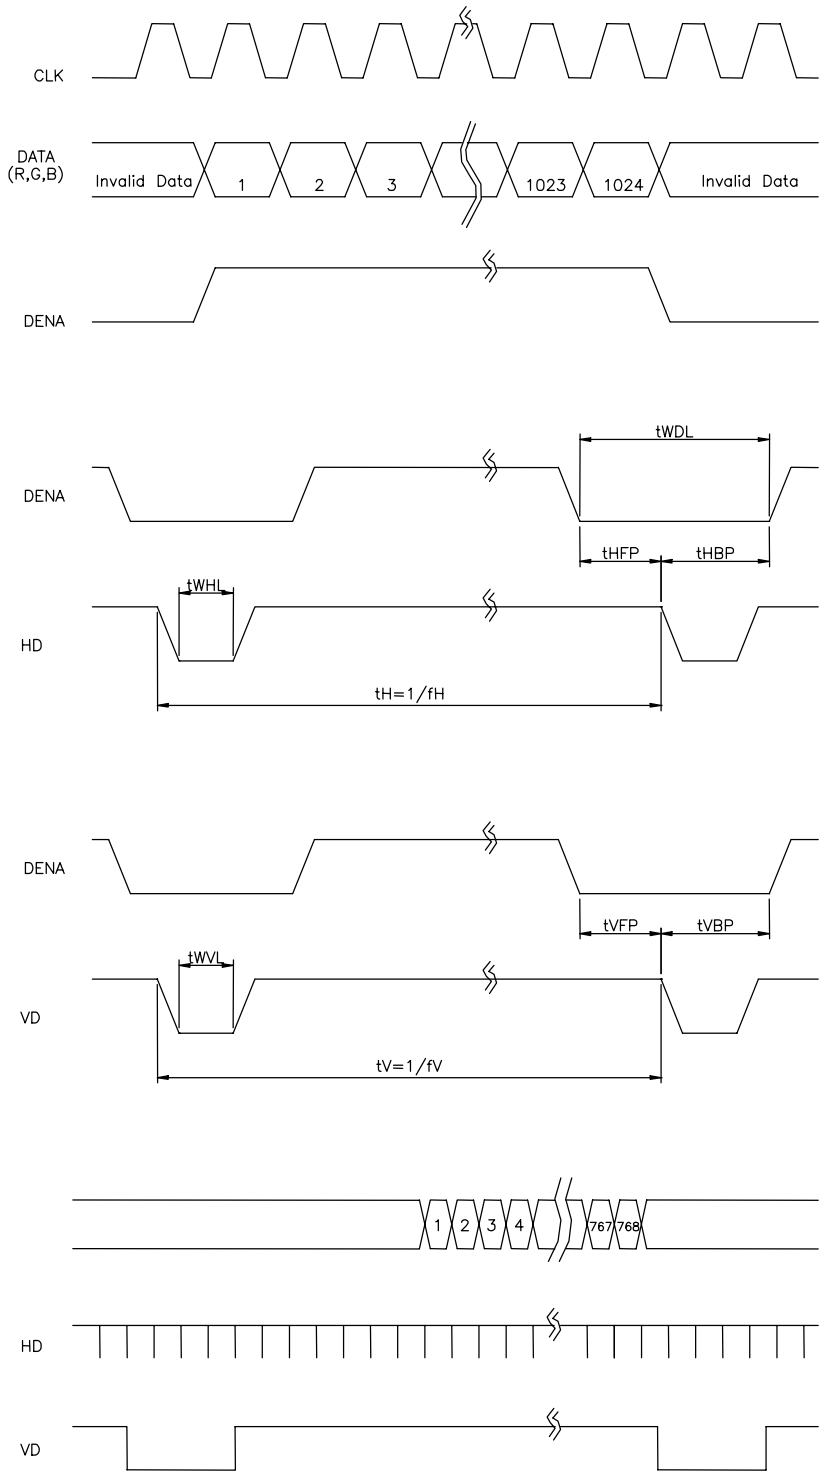 CLK
DATA
(R,G,B)
Invalid Data
1
2
3
1023
1024
Invalid Data
DENA
tWDL
DENA
tHFP
tHBP
tWHL
HD
tH=1/fH
DENA
tVFP
tVBP
tWVL
VD
tV=1/fV
1
2
3
4
767
768
HD
VD